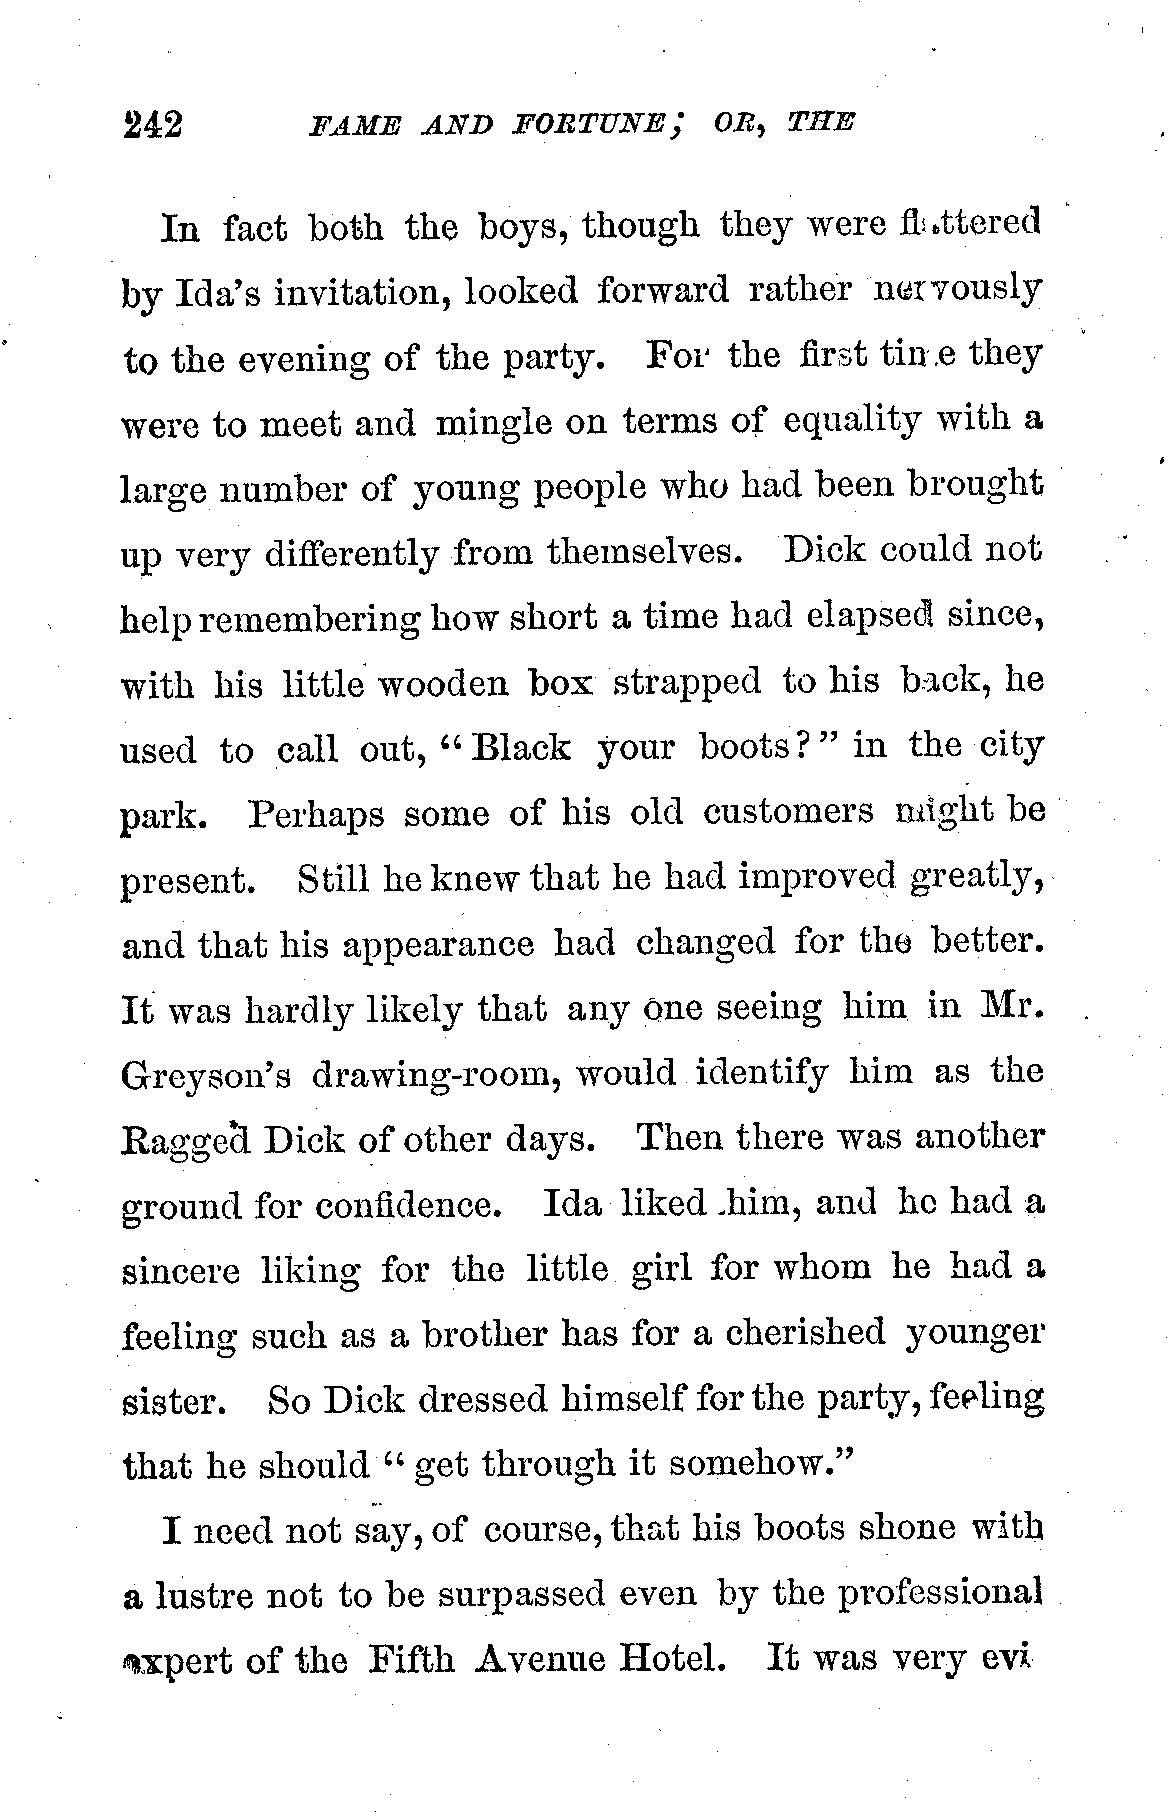 242 FAME AND FORTUNE; OR, THE
In fact both the boys, though they were flattered
by Ida's invitation, looked forward rather nervously
to the evening of the party. For the first time they
were to meet and mingle on terms of equality with a
large number of young people who had been brought
up very differently from themselves. Dick could not
help remembering how short a time had elapsed since,
with his little wooden box strapped to his back, he
used to call out, "Black your boots?" in the city
park. Perhaps some of his old customers might be
present. Still he knew that he had improved greatly,
and that his appearance had changed for the better.
It was hardly likely that any one seeing him in Mr.
Greyson's drawing-room, would identify him as the
Ragged Dick of other days. Then there was another
ground for confidence. Ida liked him, and he had a
sincere liking for the little girl for whom he had a
feeling such as a brother has for a cherished younger
sister. So Dick dressed himself for the party, feeling
that he should "get through it somehow."
I need not say, of course, that his boots shone with
a lustre not to be surpassed even by the professional
expert of the Fifth Avenue Hotel. It was very evi